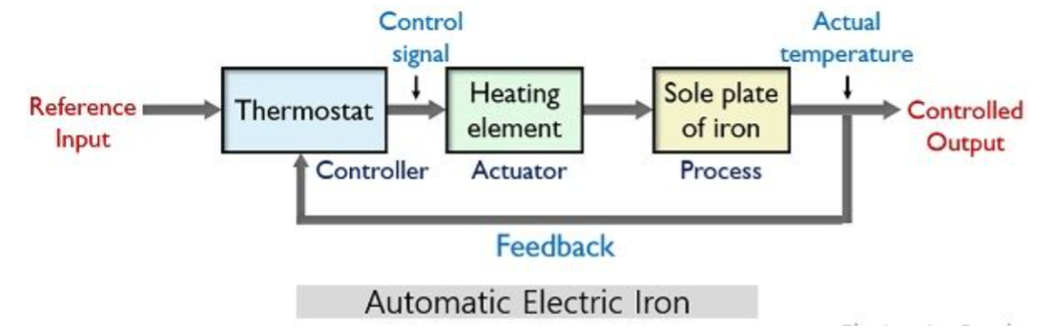 Control
signal
Actual
temperature
Reference
Input
Thermostat
Heating
element
Sole plate
of iron
Controlled
Output
Controller
Actuator
Process
Feedback
Automatic Electric Iron